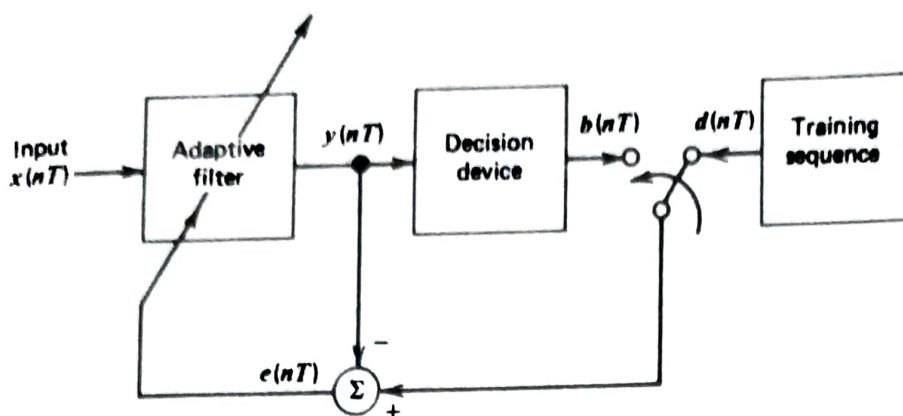 Input
x(nT)
Adaptive
filter
y(nT)
Decision
device
b(nT)
d(nT)
Training
sequence
e(nT)
−
Σ
+